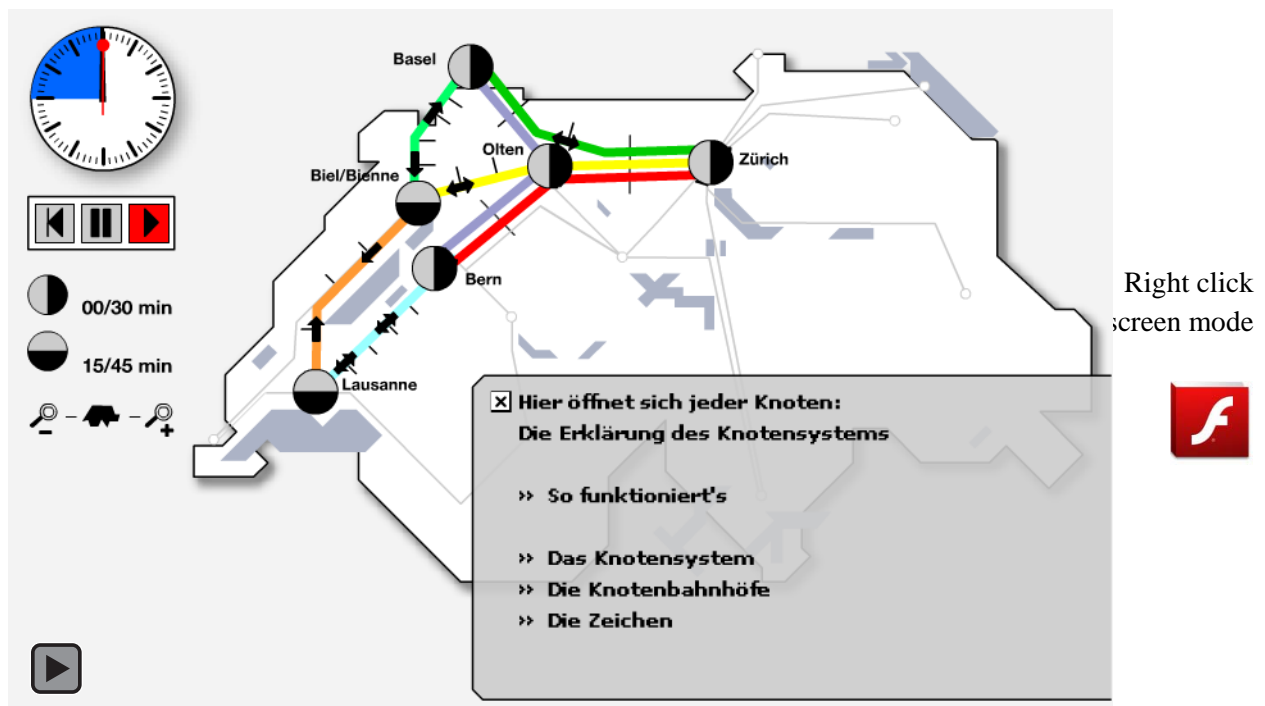 Basel
Olten
Zürich
Biel/Bienne
Bern
Lausanne
00/30 min
15/45 min
Right click
screen mode
Hier öffnet sich jeder Knoten:
Die Erklärung des Knotensystems
›› So funktioniert's
›› Das Knotensystem
›› Die Knotenbahnhöfe
›› Die Zeichen